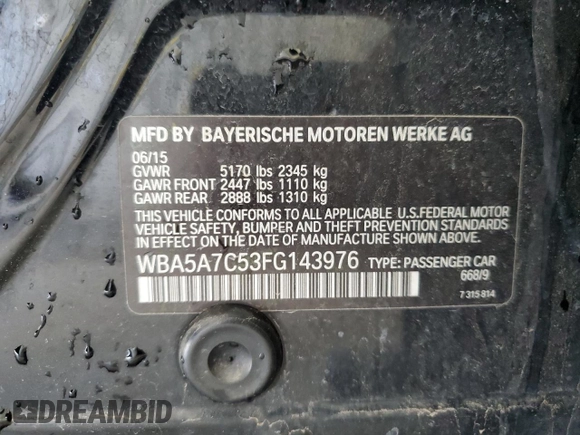 MFD BY BAYERISCHE MOTOREN WERKE AG
06/15
GVWR 5170 lbs 2345 kg
GAWR FRONT 2447 lbs 1110 kg
GAWR REAR 2888 lbs 1310 kg
THIS VEHICLE CONFORMS TO ALL APPLICABLE U.S.FEDERAL MOTOR
VEHICLE SAFETY, BUMPER AND THEFT PREVENTION STANDARDS
IN EFFECT ON THE DATE OF MANUFACTURE SHOWN ABOVE.
WBA5A7C53FG143976 TYPE: PASSENGER CAR
668/9
7 315 814
DREAMBID